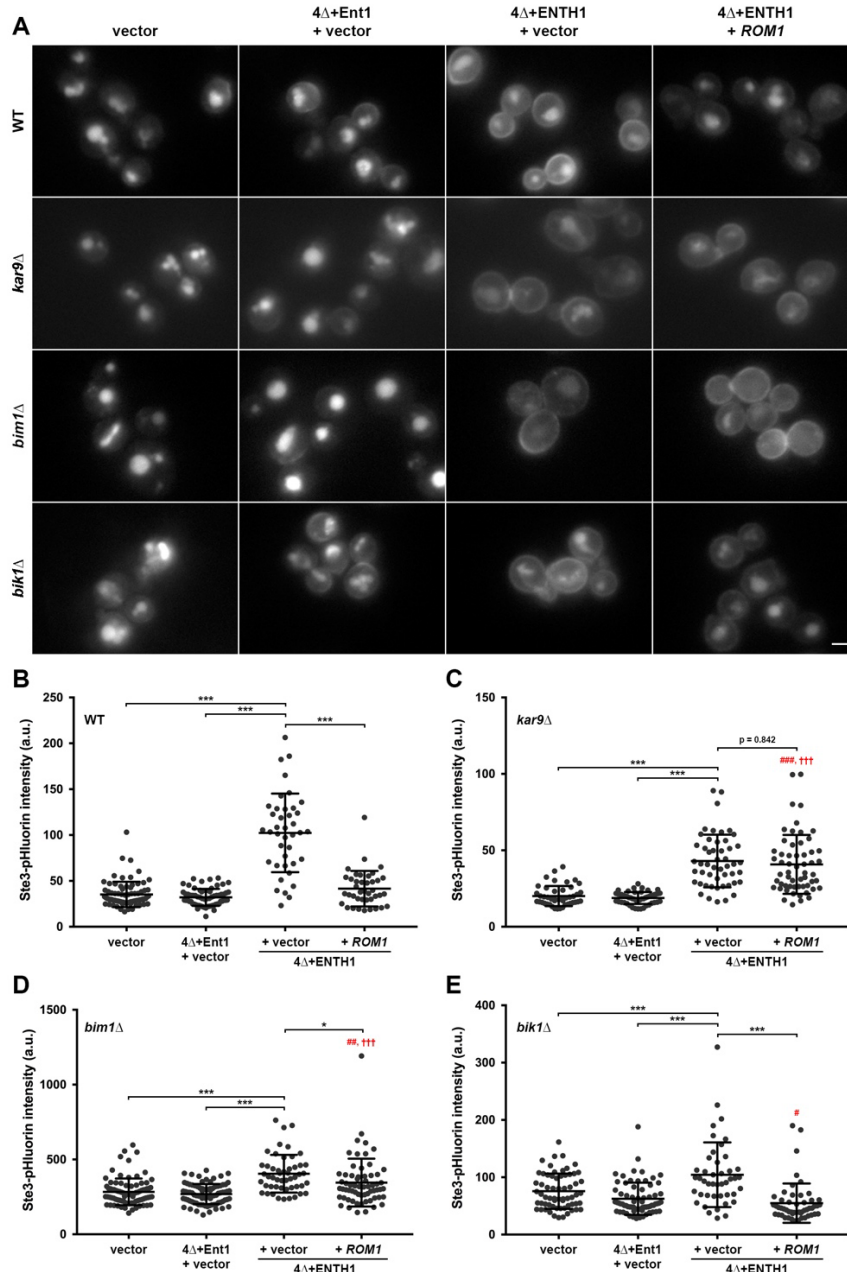 A
vector
4Δ+Ent1
+ vector
4Δ+ENTH1
+ vector
4Δ+ENTH1
+ ROM1
WT
kar9Δ
bim1Δ
bik1Δ
B
Ste3-pHluorin intensity (a.u.)
250
200
150
100
50
0
WT
***
***
***
vector
4Δ+Ent1
+ vector
+ vector
+ ROM1
4Δ+ENTH1
C
Ste3-pHluorin intensity (a.u.)
150
100
50
0
kar9Δ
p = 0.842
###, †††
***
***
vector
4Δ+Ent1
+ vector
+ vector
+ ROM1
4Δ+ENTH1
D
Ste3-pHluorin intensity (a.u.)
1500
1000
500
0
bim1Δ
*
##, †††
***
***
vector
4Δ+Ent1
+ vector
+ vector
+ ROM1
4Δ+ENTH1
E
Ste3-pHluorin intensity (a.u.)
400
300
200
100
0
bik1Δ
***
***
***
#
vector
4Δ+Ent1
+ vector
+ vector
+ ROM1
4Δ+ENTH1